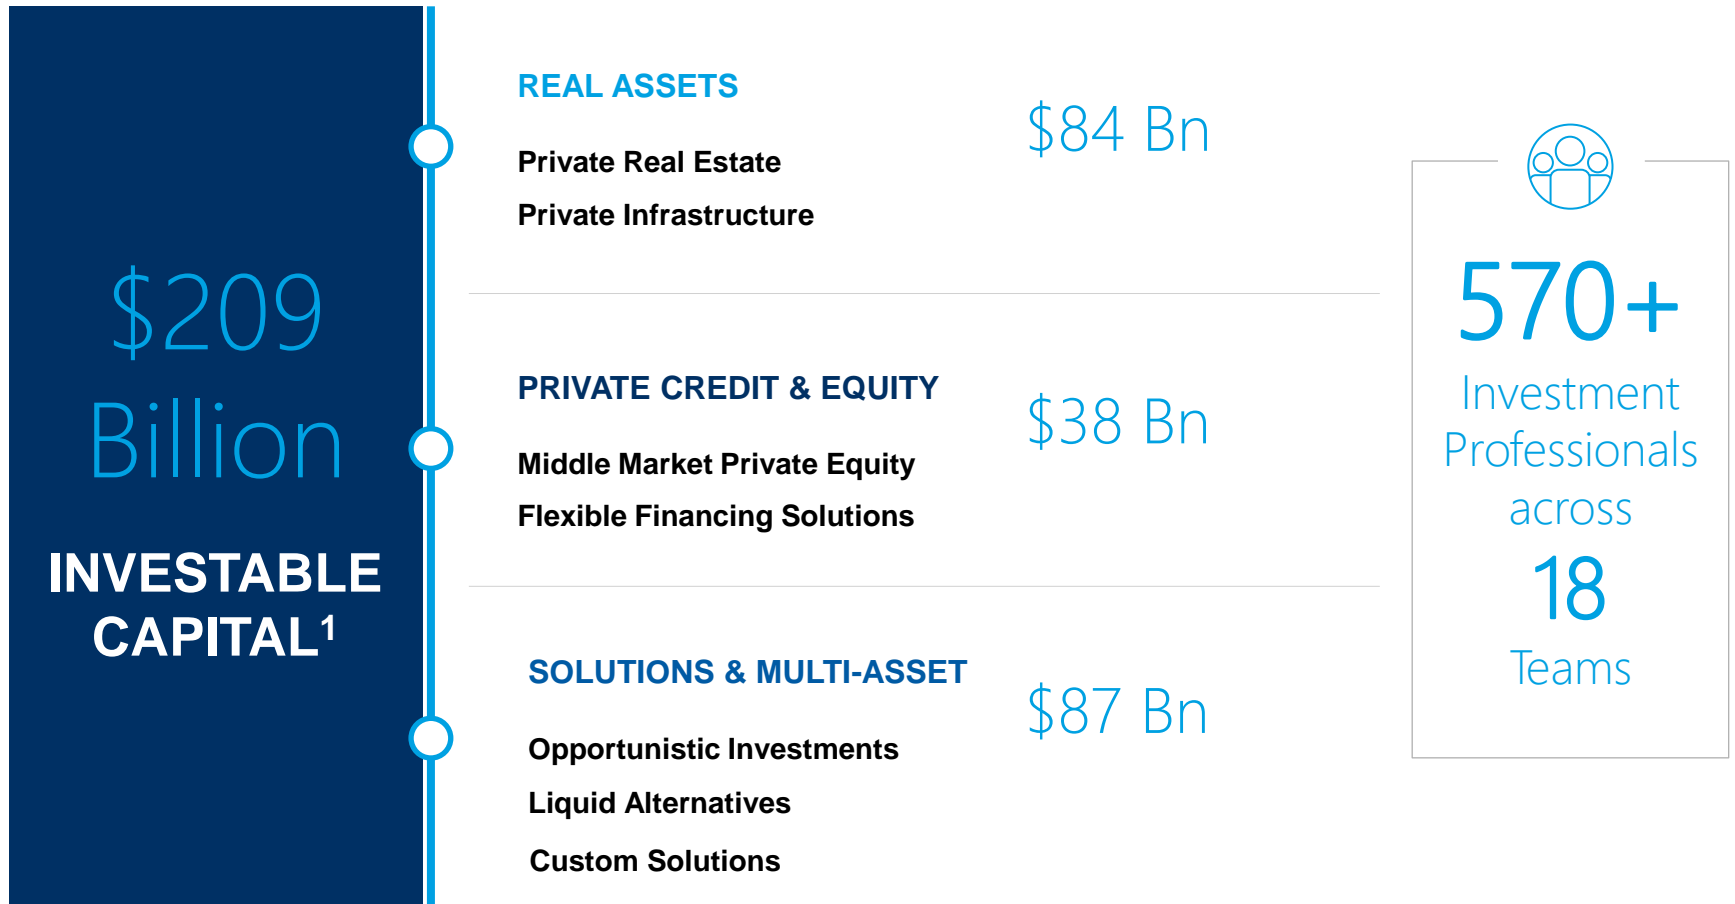 $209
Billion
INVESTABLE
CAPITAL¹
REAL ASSETS
Private Real Estate
Private Infrastructure
$84 Bn
PRIVATE CREDIT & EQUITY
Middle Market Private Equity
Flexible Financing Solutions
$38 Bn
SOLUTIONS & MULTI-ASSET
Opportunistic Investments
Liquid Alternatives
Custom Solutions
$87 Bn
570+
Investment
Professionals
across
18
Teams